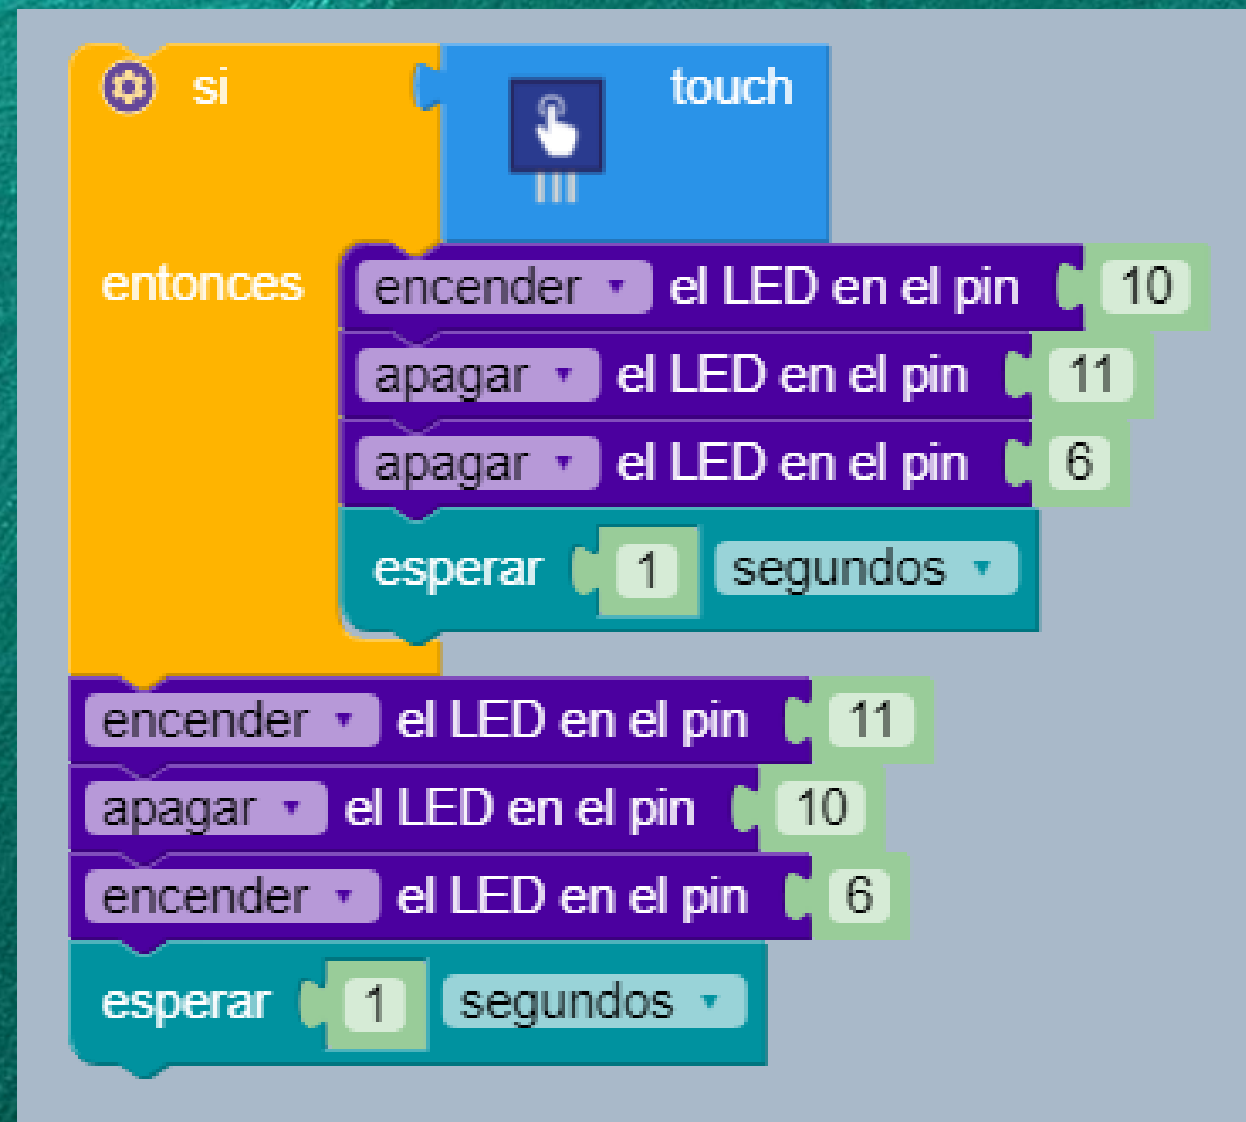 si touch
entonces encender el LED en el pin 10
apagar el LED en el pin 11
apagar el LED en el pin 6
esperar 1 segundos
encender el LED en el pin 11
apagar el LED en el pin 10
encender el LED en el pin 6
esperar 1 segundos